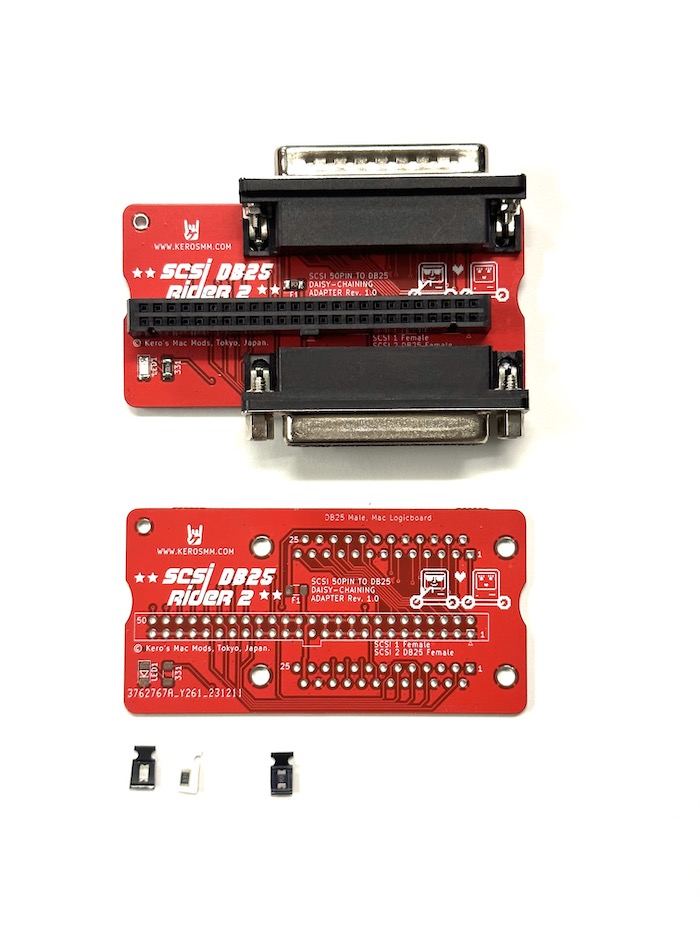 WWW.KEROSMM.COM
★★ SCSI DB25
RIDER 2 ★★
F1
SCSI 50PIN TO DB25
DAISY-CHAINING
ADAPTER Rev. 1.0
© Kero's Mac Mods, Tokyo, Japan.
SCSI 1 Female
SCSI 2 DB25 Female
LED1
331
DB25 Male, Mac Logicboard
25
1
WWW.KEROSMM.COM
★★ SCSI DB25
RIDER 2 ★★
F1
SCSI 50PIN TO DB25
DAISY-CHAINING
ADAPTER Rev. 1.0
50
1
© Kero's Mac Mods, Tokyo, Japan.
SCSI 1 Female
SCSI 2 DB25 Female
25
1
LED1
331
3762767A_Y261_231211